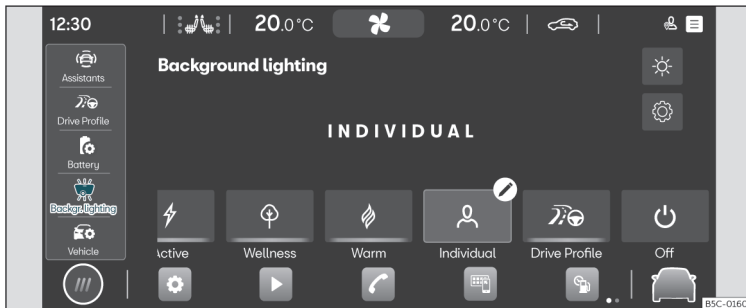 12:30 20.0°C 20.0°C
Assistants
Drive Profile
Battery
Backgr. lighting
Vehicle
Background lighting
INDIVIDUAL
Active Wellness Warm Individual Drive Profile Off
B5C-0160